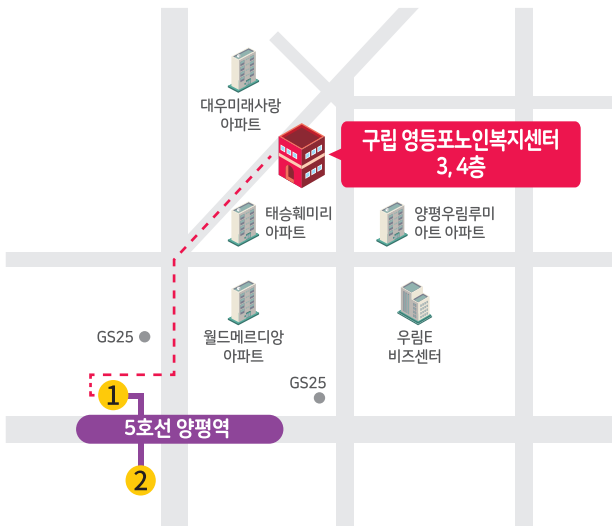 대우미래사랑
아파트
구립 영등포노인복지센터
3, 4층
태승훼미리
아파트
양평우림루미
아트 아파트
GS25
월드메르디앙
아파트
우림E
비즈센터
GS25
1
5호선 양평역
2